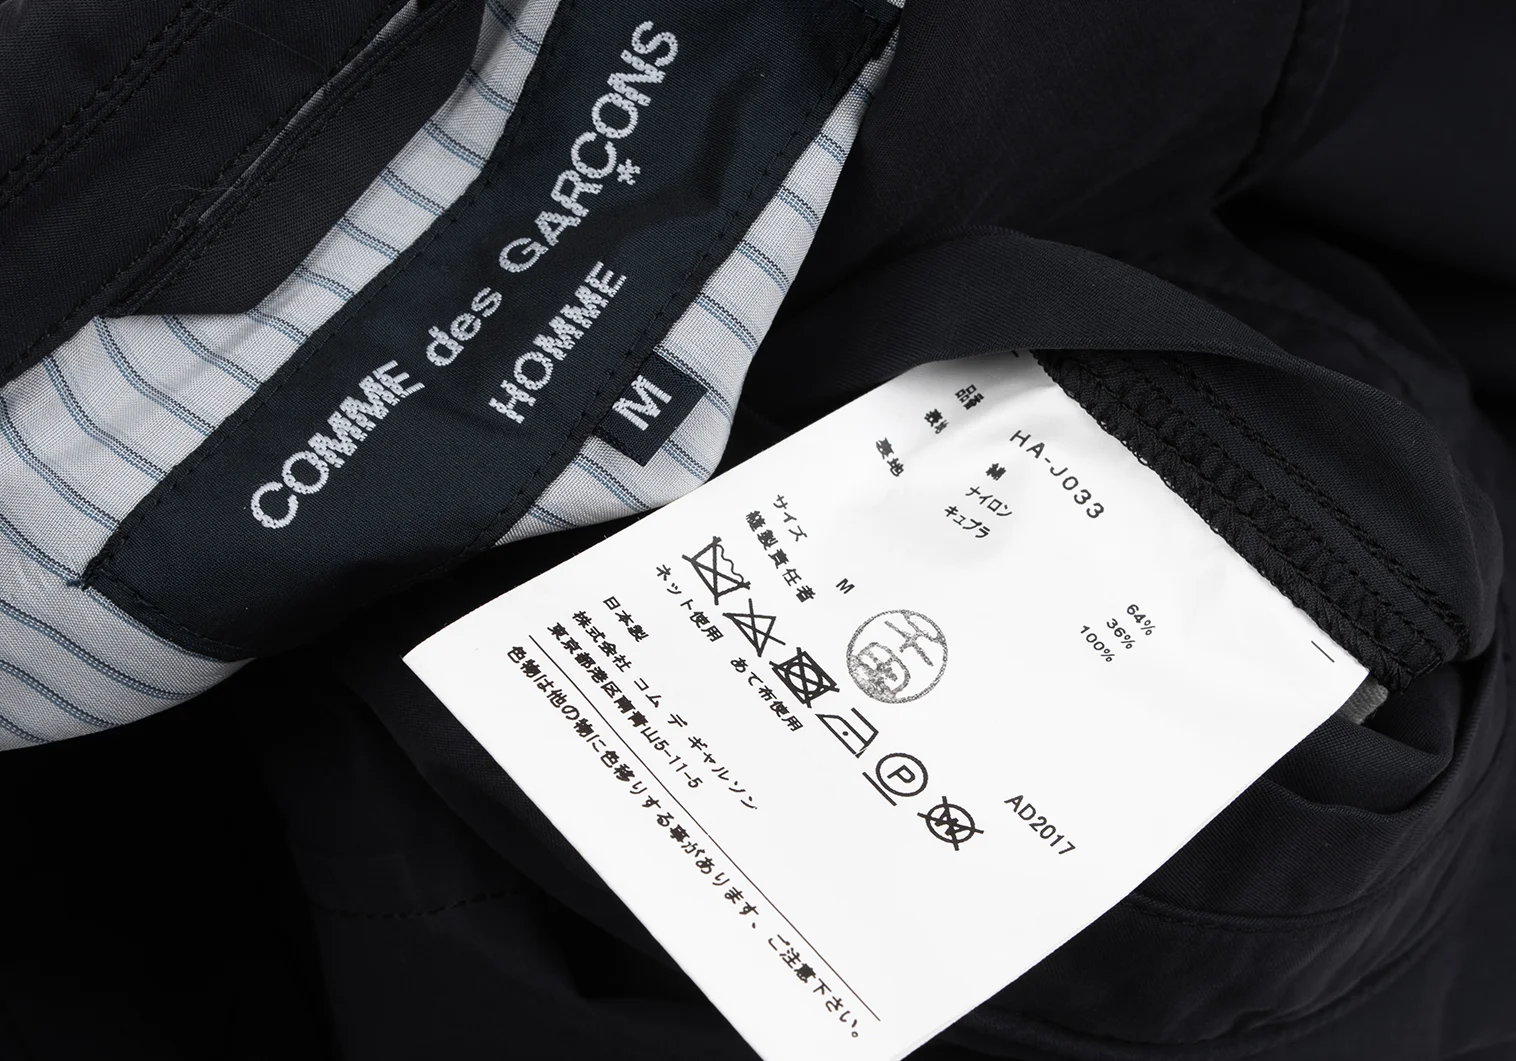 COMME des GARÇONS
HOMME
M
品番 HA-J033
表地 綿 64%
ナイロン 36%
裏地 キュプラ 100%
サイズ M
縫製責任者
ネット使用 あて布使用
P
W
AD2017
日本製
株式会社 コム デ ギャルソン
東京都港区南青山5-11-5
色物は他の物に色移りする事があります、ご注意下さい。